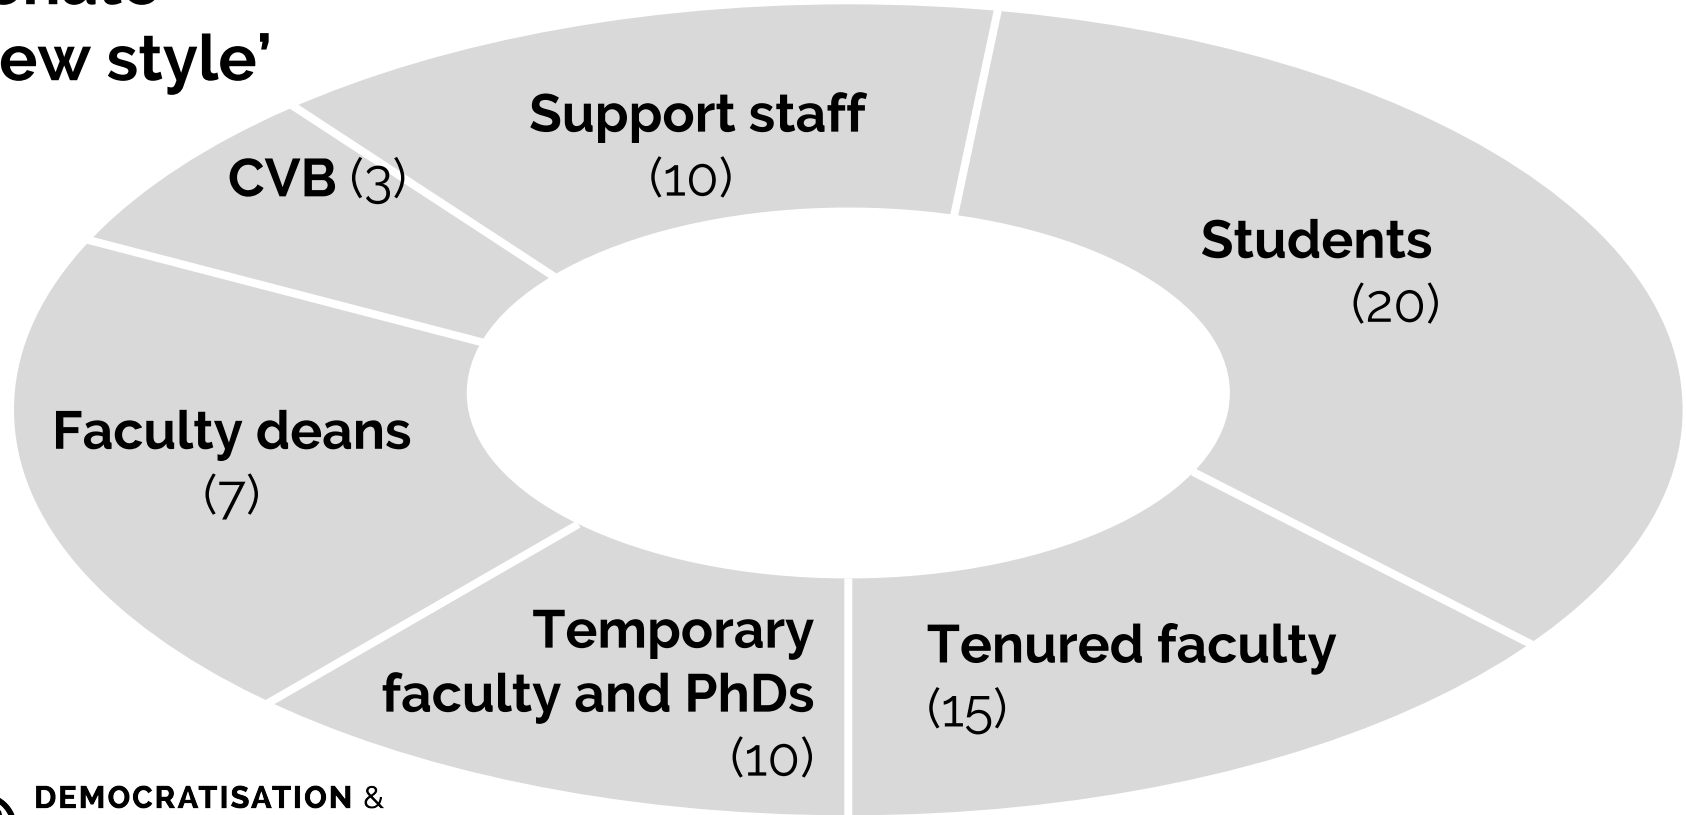 ew style’
Support staff
(10)
CVB (3)
Students
(20)
Faculty deans
(7)
Temporary
faculty and PhDs
(10)
Tenured faculty
(15)
DEMOCRATISATION &